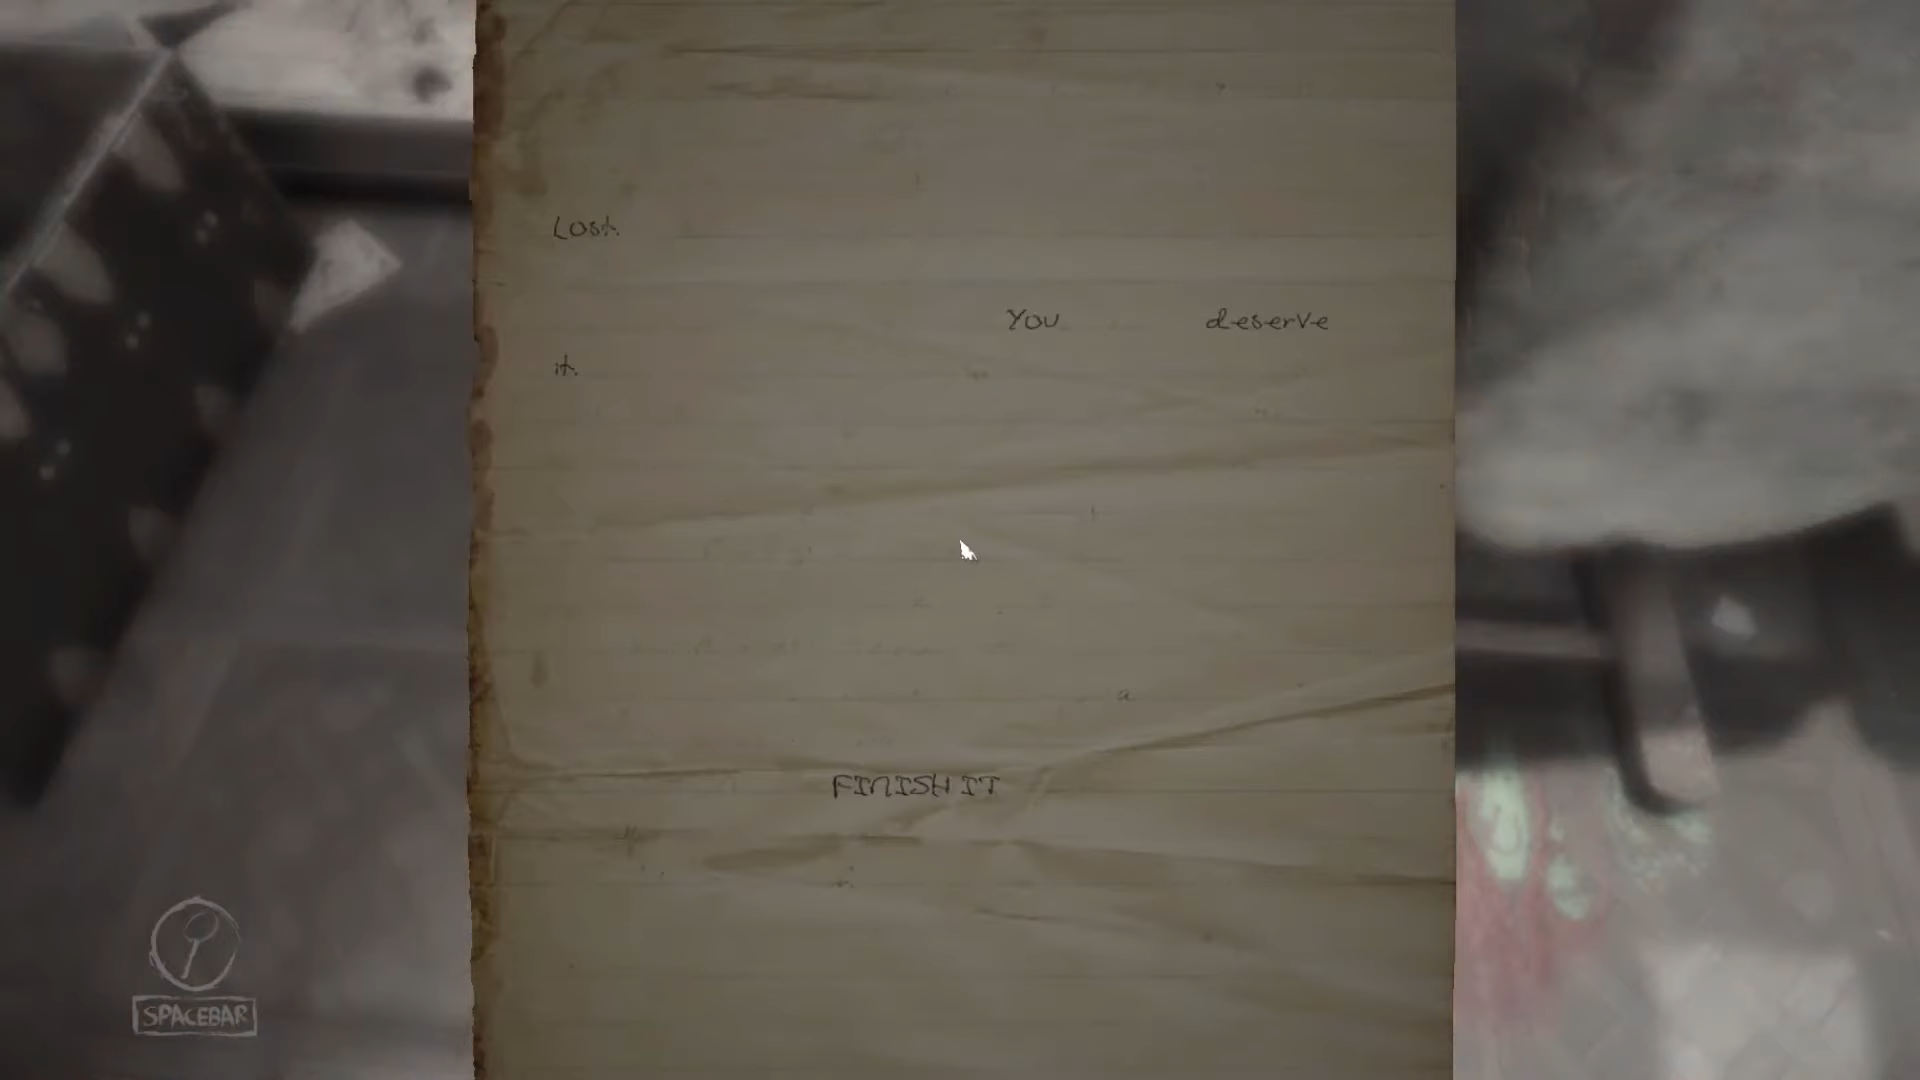 Lost.
You deserve
it.
a
FINISH IT
SPACEBAR